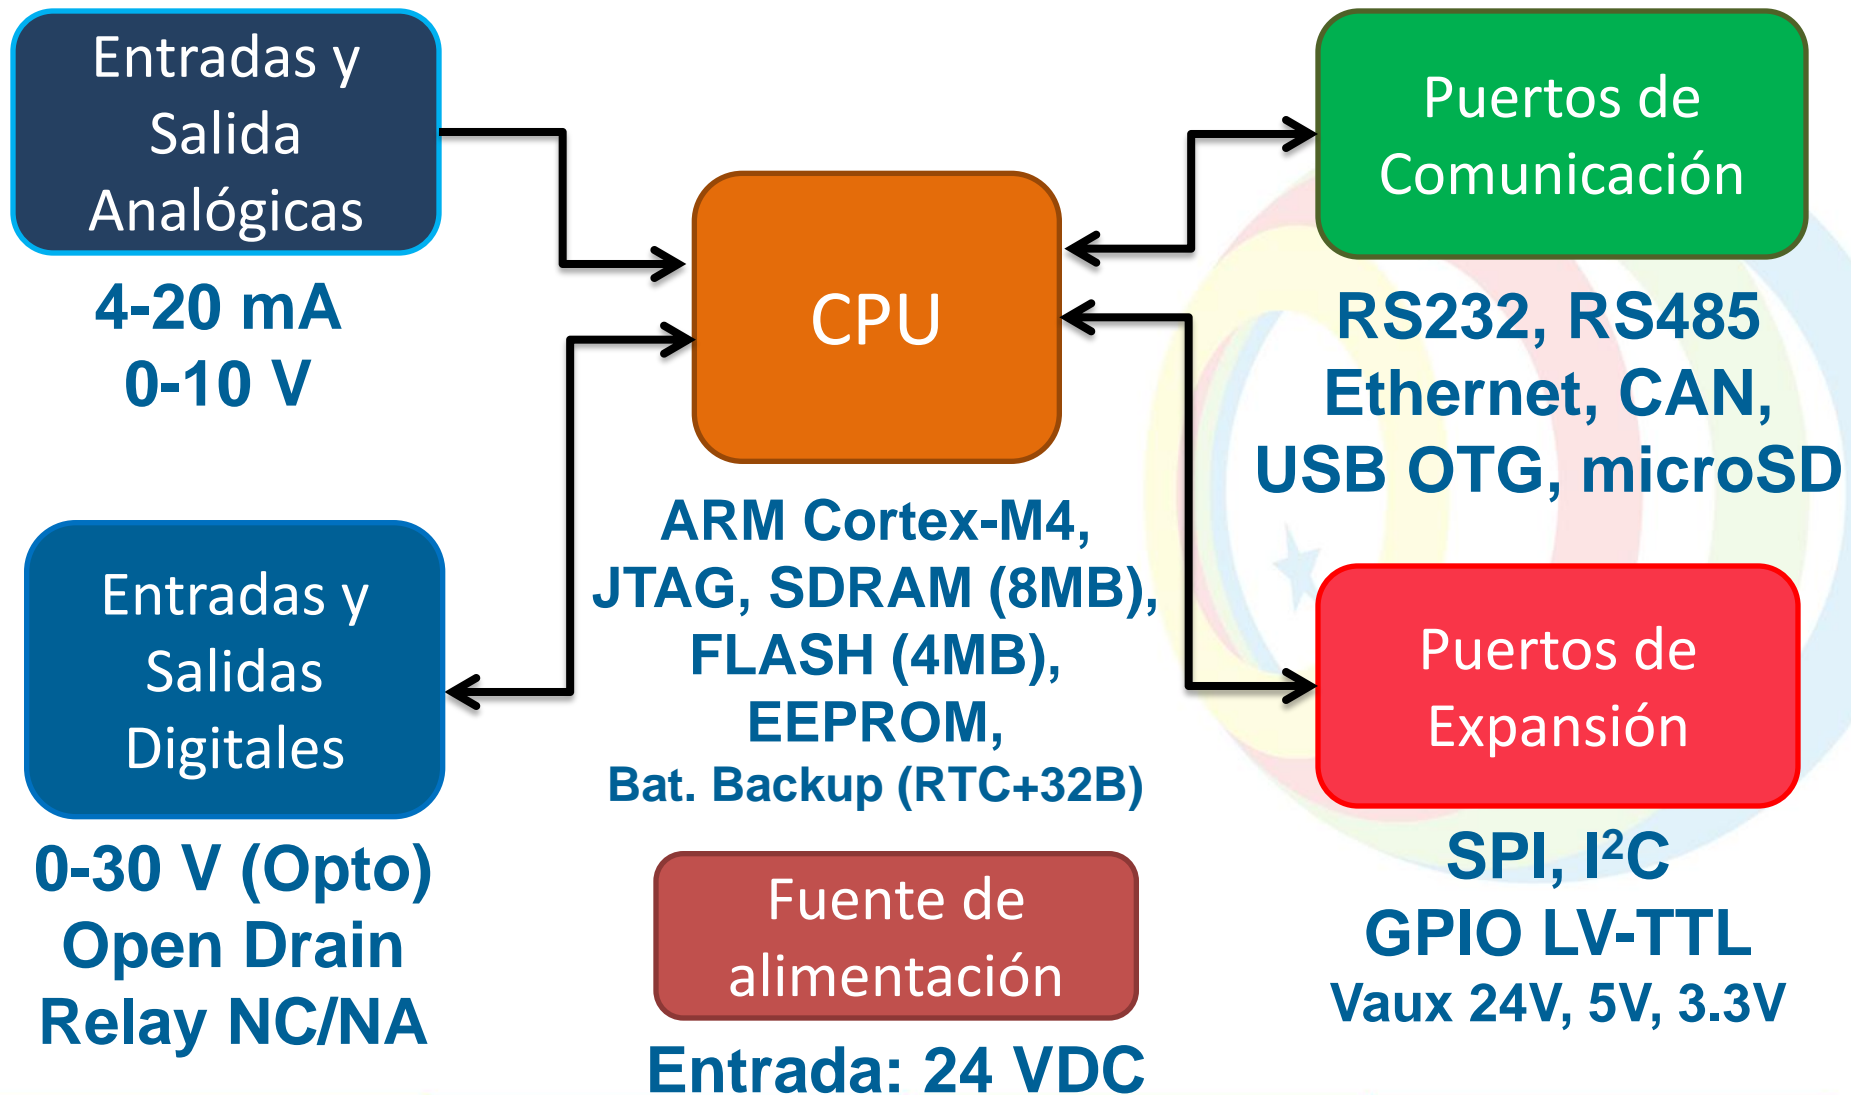 Entradas y
Salida
Analógicas
4-20 mA
0-10 V
Entradas y
Salidas
Digitales
0-30 V (Opto)
Open Drain
Relay NC/NA
CPU
ARM Cortex-M4,
JTAG, SDRAM (8MB),
FLASH (4MB),
EEPROM,
Bat. Backup (RTC+32B)
Fuente de
alimentación
Entrada: 24 VDC
Puertos de
Comunicación
RS232, RS485
Ethernet, CAN,
USB OTG, microSD
Puertos de
Expansión
SPI, I²C
GPIO LV-TTL
Vaux 24V, 5V, 3.3V